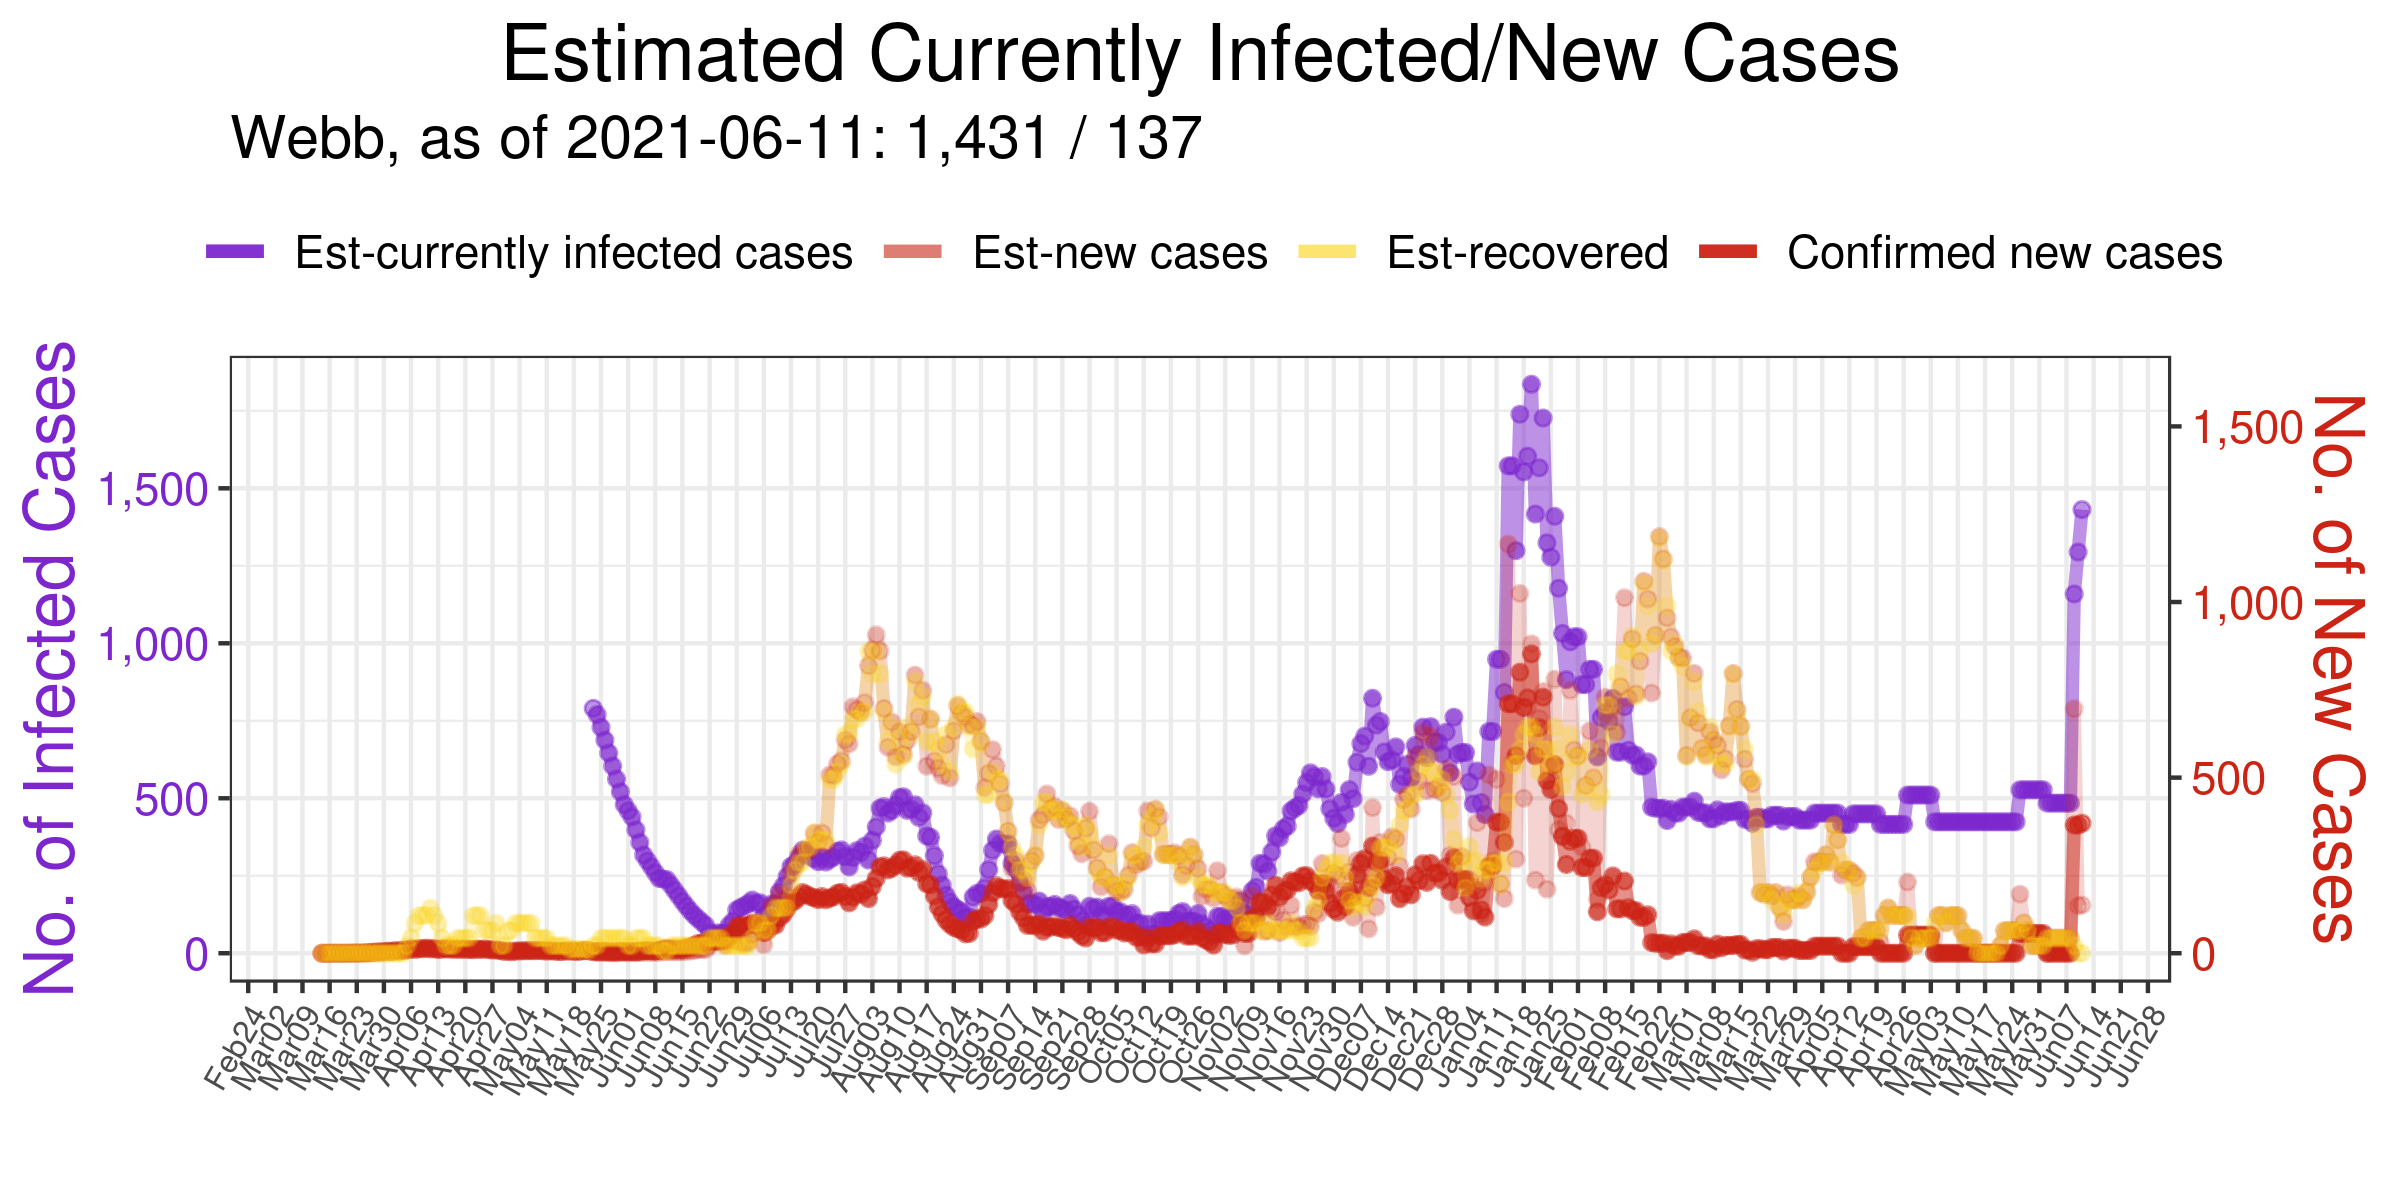 Estimated Currently Infected/New Cases
Webb, as of 2021-06-11: 1,431 / 137
Est-currently infected cases
Est-new cases
Est-recovered
Confirmed new cases
No. of Infected Cases
1,500
1,000
500
0
1,500
1,000
500
0
No. of New Cases
Feb24
Mar02
Mar09
Mar16
Mar23
Mar30
Apr06
Apr13
Apr20
Apr27
May04
May11
May18
May25
Jun01
Jun08
Jun15
Jun22
Jun29
Jul06
Jul13
Jul20
Jul27
Aug03
Aug10
Aug17
Aug24
Aug31
Sep07
Sep14
Sep21
Sep28
Oct05
Oct12
Oct19
Oct26
Nov02
Nov09
Nov16
Nov23
Nov30
Dec07
Dec14
Dec21
Dec28
Jan04
Jan11
Jan18
Jan25
Feb01
Feb08
Feb15
Feb22
Mar01
Mar08
Mar15
Mar22
Mar29
Apr05
Apr12
Apr19
Apr26
May03
May10
May17
May24
May31
Jun07
Jun14
Jun21
Jun28